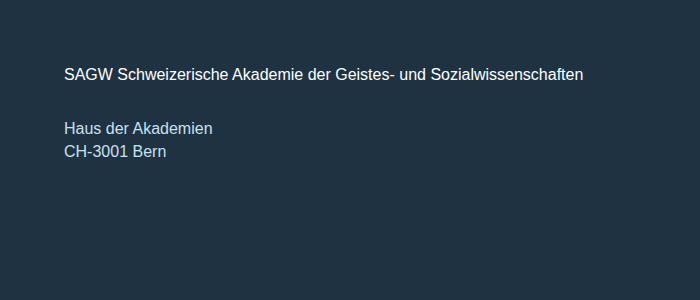 SAGW Schweizerische Akademie der Geistes- und Sozialwissenschaften
Haus der Akademien
CH-3001 Bern